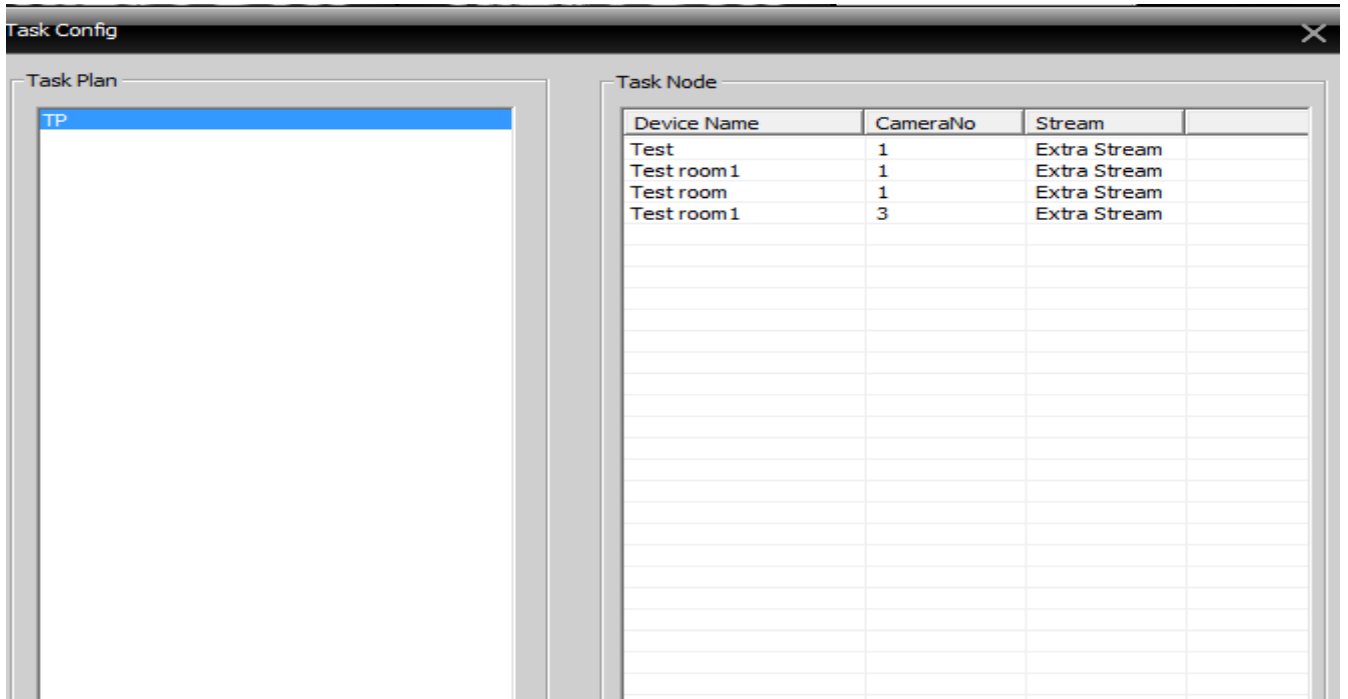 Task Config
Task Plan
TP
Task Node
Device Name CameraNo Stream
Test 1 Extra Stream
Test room1 1 Extra Stream
Test room 1 Extra Stream
Test room1 3 Extra Stream